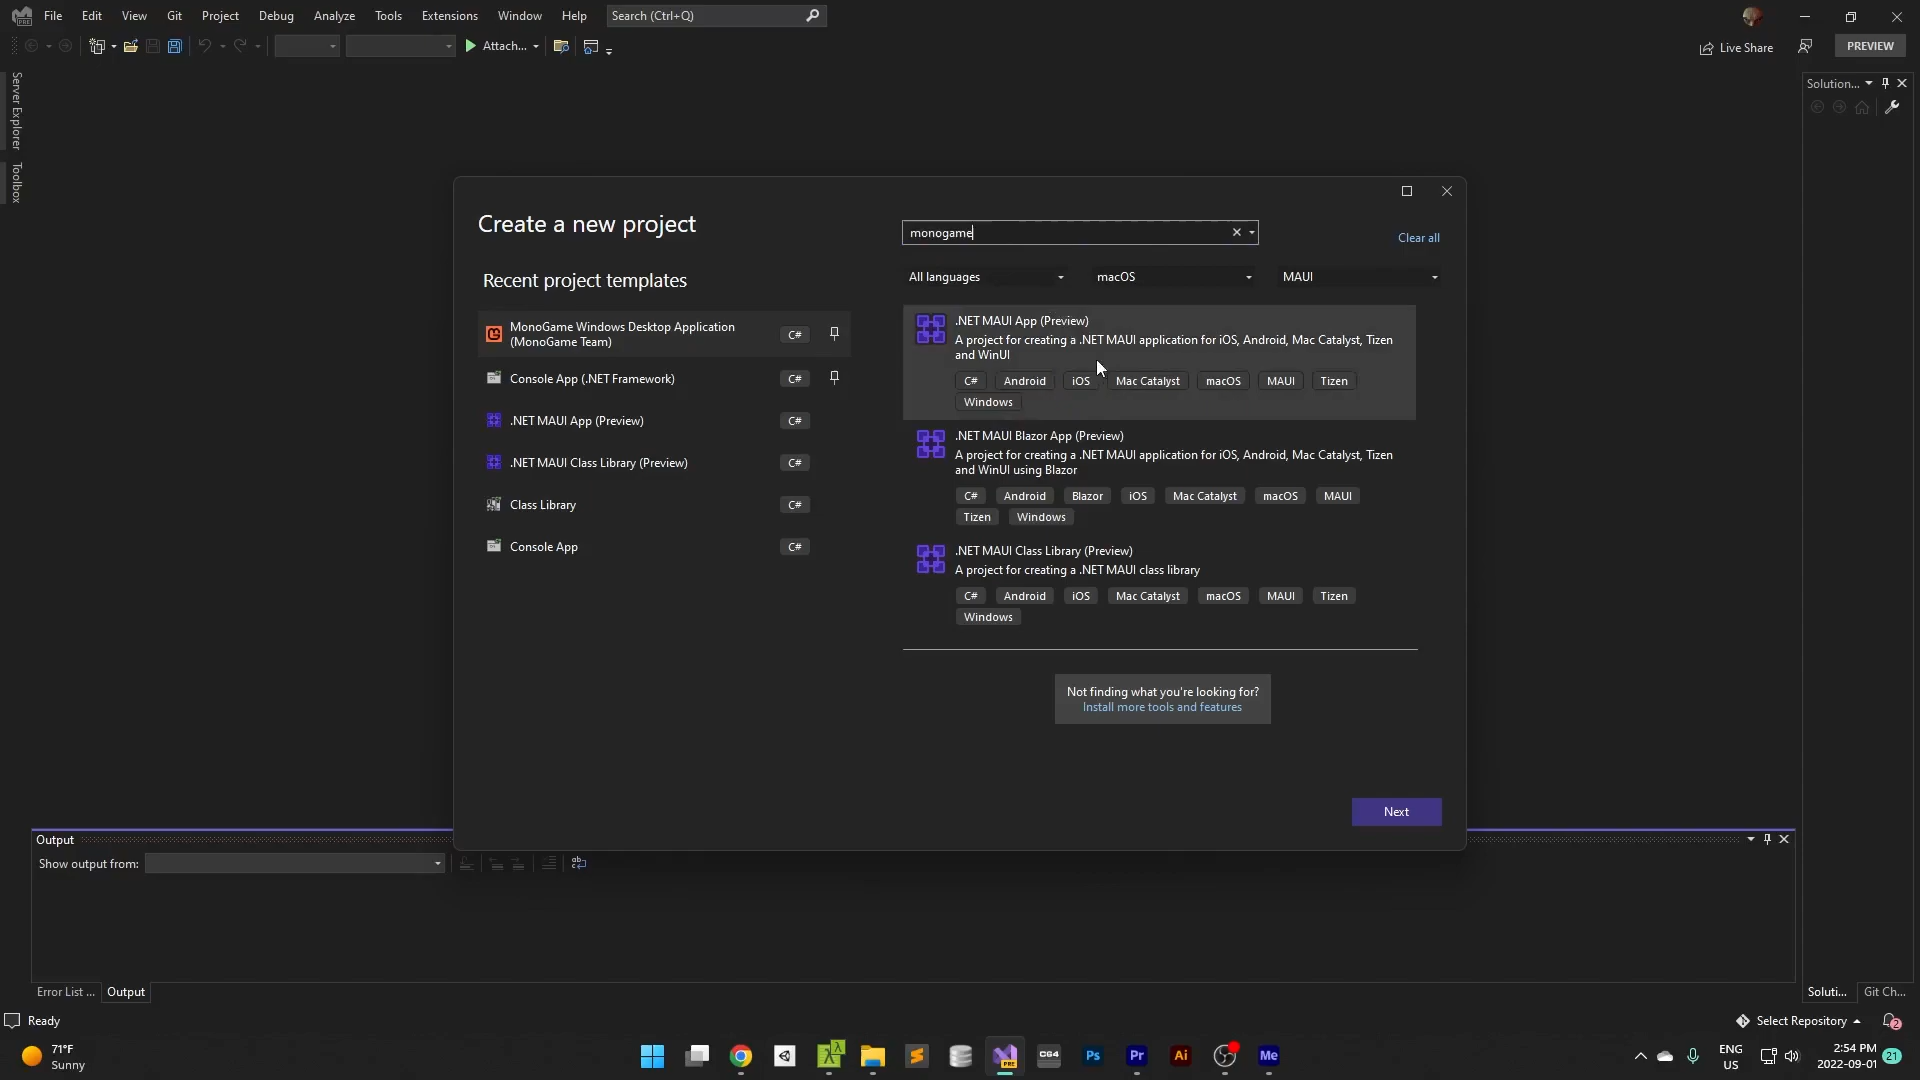 File Edit View Git Project Debug Analyze Tools Extensions Window Help Search (Ctrl+Q)
Attach...
Live Share
PREVIEW
Server Explorer
Toolbox
Solution...
Create a new project
monogame
Clear all
Recent project templates
All languages macOS MAUI
MonoGame Windows Desktop Application
(MonoGame Team)
C#
Console App (.NET Framework) C#
.NET MAUI App (Preview) C#
.NET MAUI Class Library (Preview) C#
Class Library C#
Console App C#
.NET MAUI App (Preview)
A project for creating a .NET MAUI application for iOS, Android, Mac Catalyst, Tizen
and WinUI
C# Android iOS Mac Catalyst macOS MAUI Tizen
Windows
.NET MAUI Blazor App (Preview)
A project for creating a .NET MAUI application for iOS, Android, Mac Catalyst, Tizen
and WinUI using Blazor
C# Android Blazor iOS Mac Catalyst macOS MAUI
Tizen Windows
.NET MAUI Class Library (Preview)
A project for creating a .NET MAUI class library
C# Android iOS Mac Catalyst macOS MAUI Tizen
Windows
Not finding what you're looking for?
Install more tools and features
Next
Output
Show output from:
Error List ... Output
Soluti... Git Ch...
Ready
Select Repository
2
71°F
Sunny
PRE
C64
Ps
Pr
Ai
Me
ENG
US
2:54 PM
2022-09-01
21